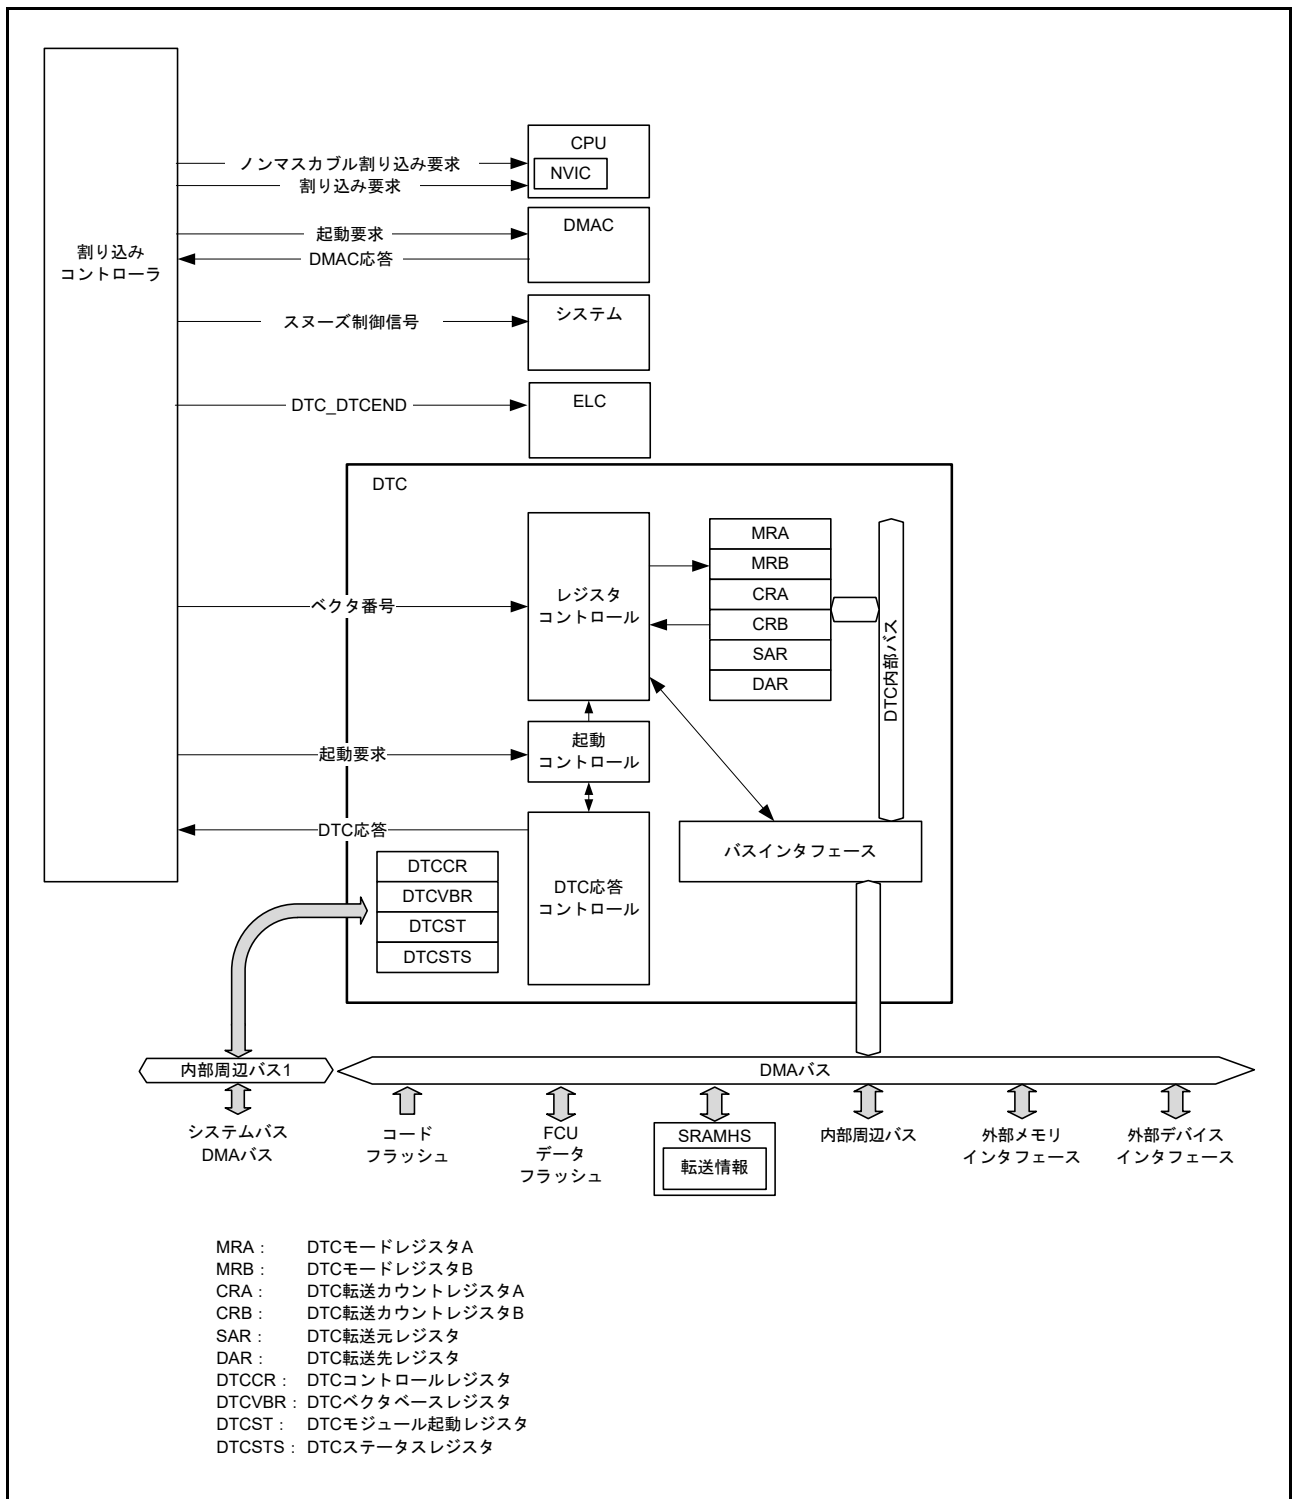 CPU
NVIC
ノンマスカブル割り込み要求
割り込み要求
DMAC
起動要求
DMAC応答
割り込み
コントローラ
スヌーズ制御信号
システム
DTC_DTCEND
ELC
DTC
MRA
MRB
CRA
CRB
SAR
DAR
レジスタ
コントロール
ベクタ番号
DTC内部バス
起動
コントロール
起動要求
DTC応答
バスインタフェース
DTCCR
DTCVBR
DTCST
DTCSTS
DTC応答
コントロール
内部周辺バス1
DMAバス
システムバス
DMAバス
コード
フラッシュ
FCU
データ
フラッシュ
SRAMHS
転送情報
内部周辺バス
外部メモリ
インタフェース
外部デバイス
インタフェース
MRA： DTCモードレジスタA
MRB： DTCモードレジスタB
CRA： DTC転送カウントレジスタA
CRB： DTC転送カウントレジスタB
SAR： DTC転送元レジスタ
DAR： DTC転送先レジスタ
DTCCR： DTCコントロールレジスタ
DTCVBR： DTCベクタベースレジスタ
DTCST： DTCモジュール起動レジスタ
DTCSTS： DTCステータスレジスタ